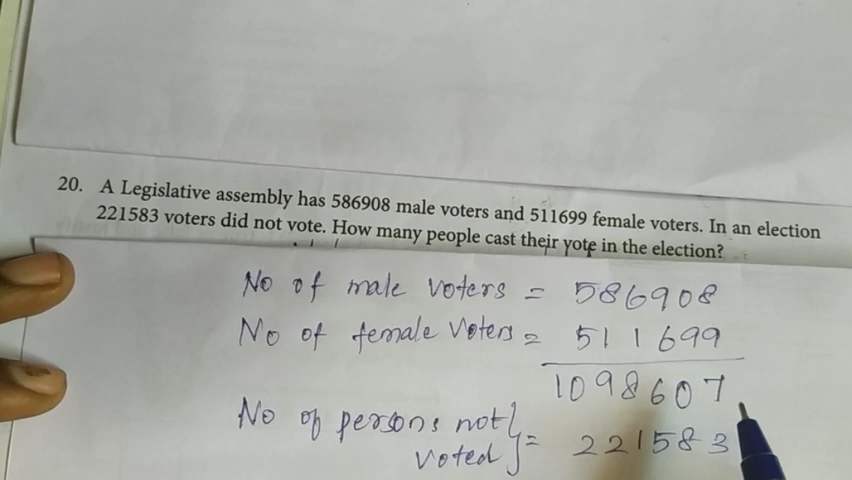 20. A Legislative assembly has 586908 male voters and 511699 female voters. In an election
221583 voters did not vote. How many people cast their vote in the election?
No of male voters = 586908
No of female voters = 511699
1098607
No of persons not
voted } = 221583